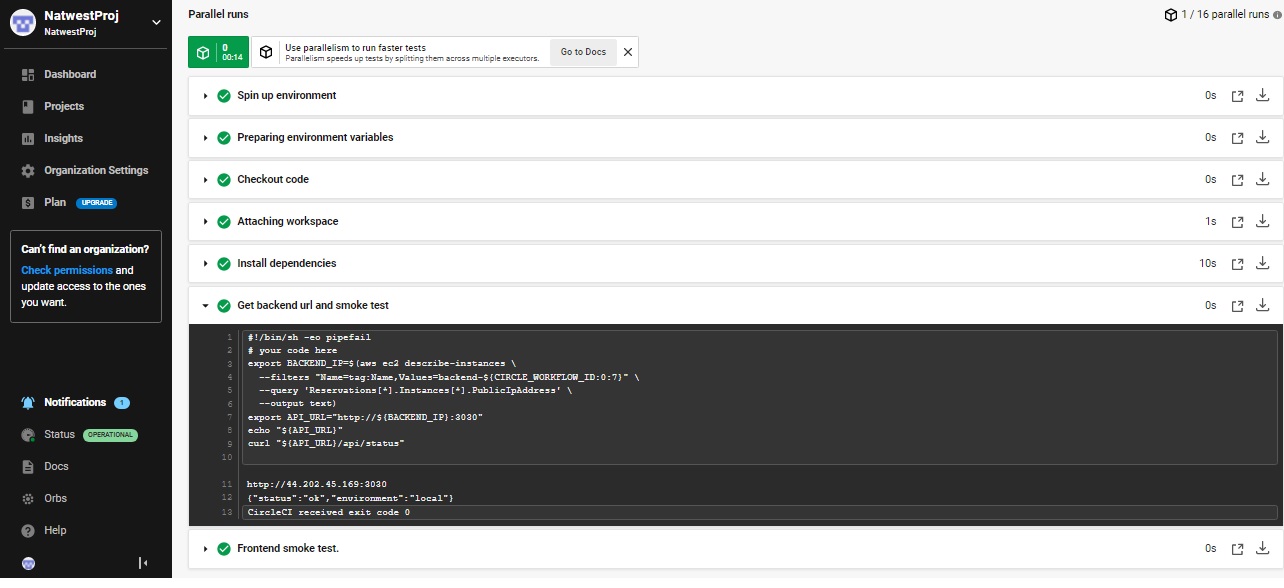 NatwestProj
NatwestProj
Dashboard
Projects
Insights
Organization Settings
Plan UPGRADE
Can't find an organization?
Check permissions and
update access to the ones
you want.
Notifications 1
Status OPERATIONAL
Docs
Orbs
Help
Parallel runs
1 / 16 parallel runs
0
00:14
Use parallelism to run faster tests
Parallelism speeds up tests by splitting them across multiple executors.
Go to Docs
Spin up environment 0s
Preparing environment variables 0s
Checkout code 0s
Attaching workspace 1s
Install dependencies 10s
Get backend url and smoke test 0s
1 #!/bin/sh -eo pipefail
2 # your code here
3 export BACKEND_IP=$(aws ec2 describe-instances \
4 --filters "Name=tag:Name,Values=backend-${CIRCLE_WORKFLOW_ID:0:7}" \
5 --query 'Reservations[*].Instances[*].PublicIpAddress' \
6 --output text)
7 export API_URL="http://${BACKEND_IP}:3030"
8 echo "${API_URL}"
9 curl "${API_URL}/api/status"
10
11 http://44.202.45.169:3030
12 {"status":"ok","environment":"local"}
13 CircleCI received exit code 0
Frontend smoke test. 0s